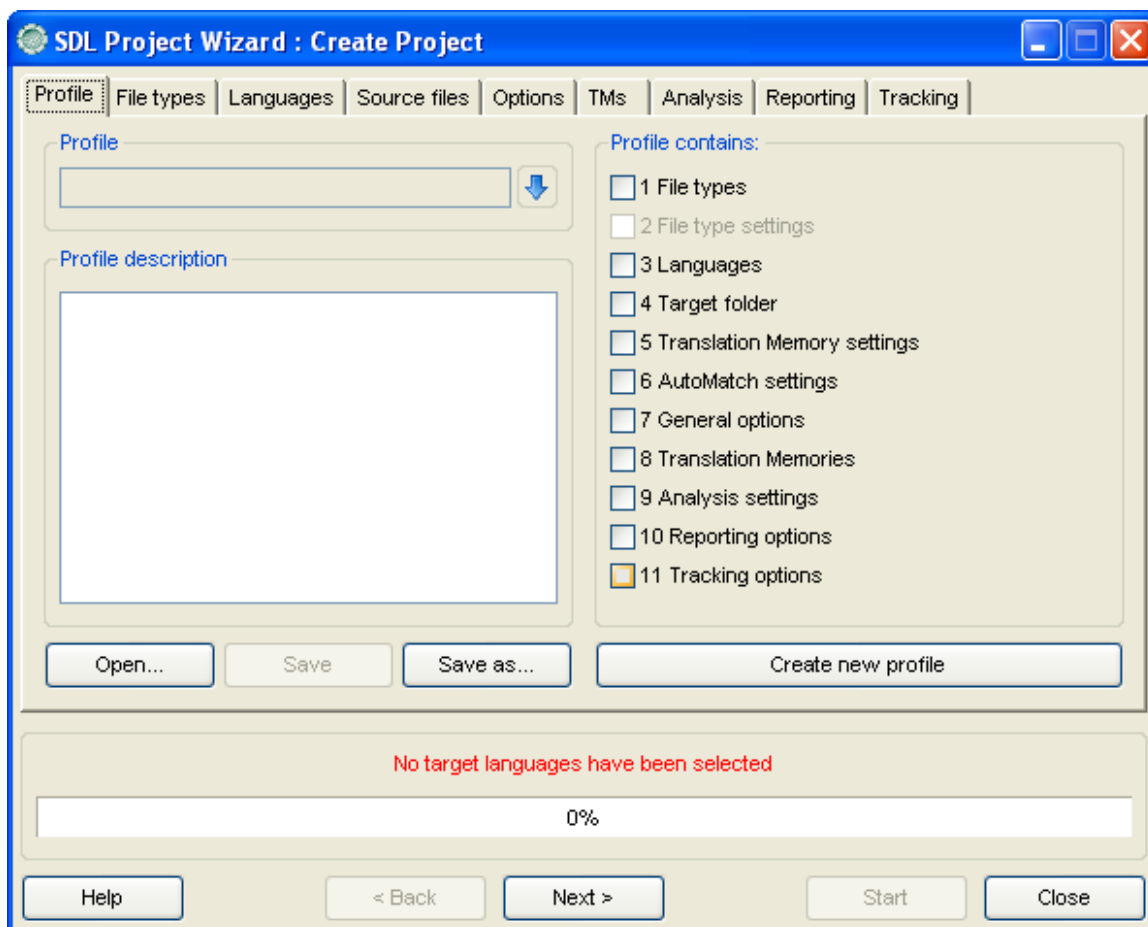 SDL Project Wizard : Create Project
Profile File types Languages Source files Options TMs Analysis Reporting Tracking
Profile
Profile description
Open... Save Save as...
Profile contains:
1 File types
2 File type settings
3 Languages
4 Target folder
5 Translation Memory settings
6 AutoMatch settings
7 General options
8 Translation Memories
9 Analysis settings
10 Reporting options
11 Tracking options
Create new profile
No target languages have been selected
0%
Help < Back Next > Start Close